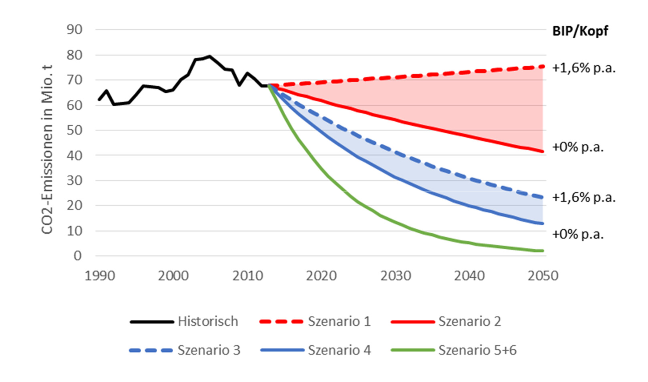 BIP/Kopf
90
80
70
60
50
40
30
20
10
0
CO2-Emissionen in Mio. t
+1,6% p.a.
+0% p.a.
+1,6% p.a.
+0% p.a.
1990 2000 2010 2020 2030 2040 2050
Historisch Szenario 1 Szenario 2
Szenario 3 Szenario 4 Szenario 5+6